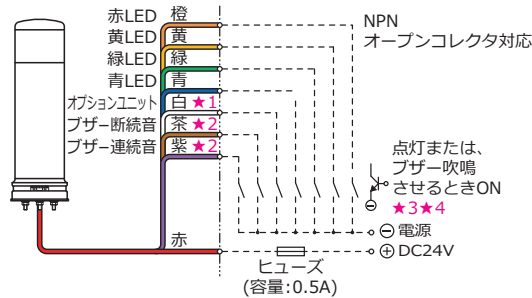 赤LED 橙
黄LED 黄
緑LED 緑
青LED 青
オプションユニット 白 ★1
ブザー断続音 茶 ★2
ブザー連続音 紫 ★2
赤
NPN
オープンコレクタ対応
点灯または、
ブザー吹鳴
させるときON
★3★4
⊖
⊖ 電源
⊕ DC24V
ヒューズ
(容量:0.5A)